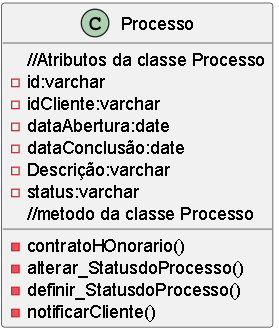 C Processo
//Atributos da classe Processo
id:varchar
idCliente:varchar
dataAbertura:date
dataConclusão:date
Descrição:varchar
status:varchar
//metodo da classe Processo
contratoHOnorario()
alterar_StatusdoProcesso()
definir_StatusdoProcesso()
notificarCliente()